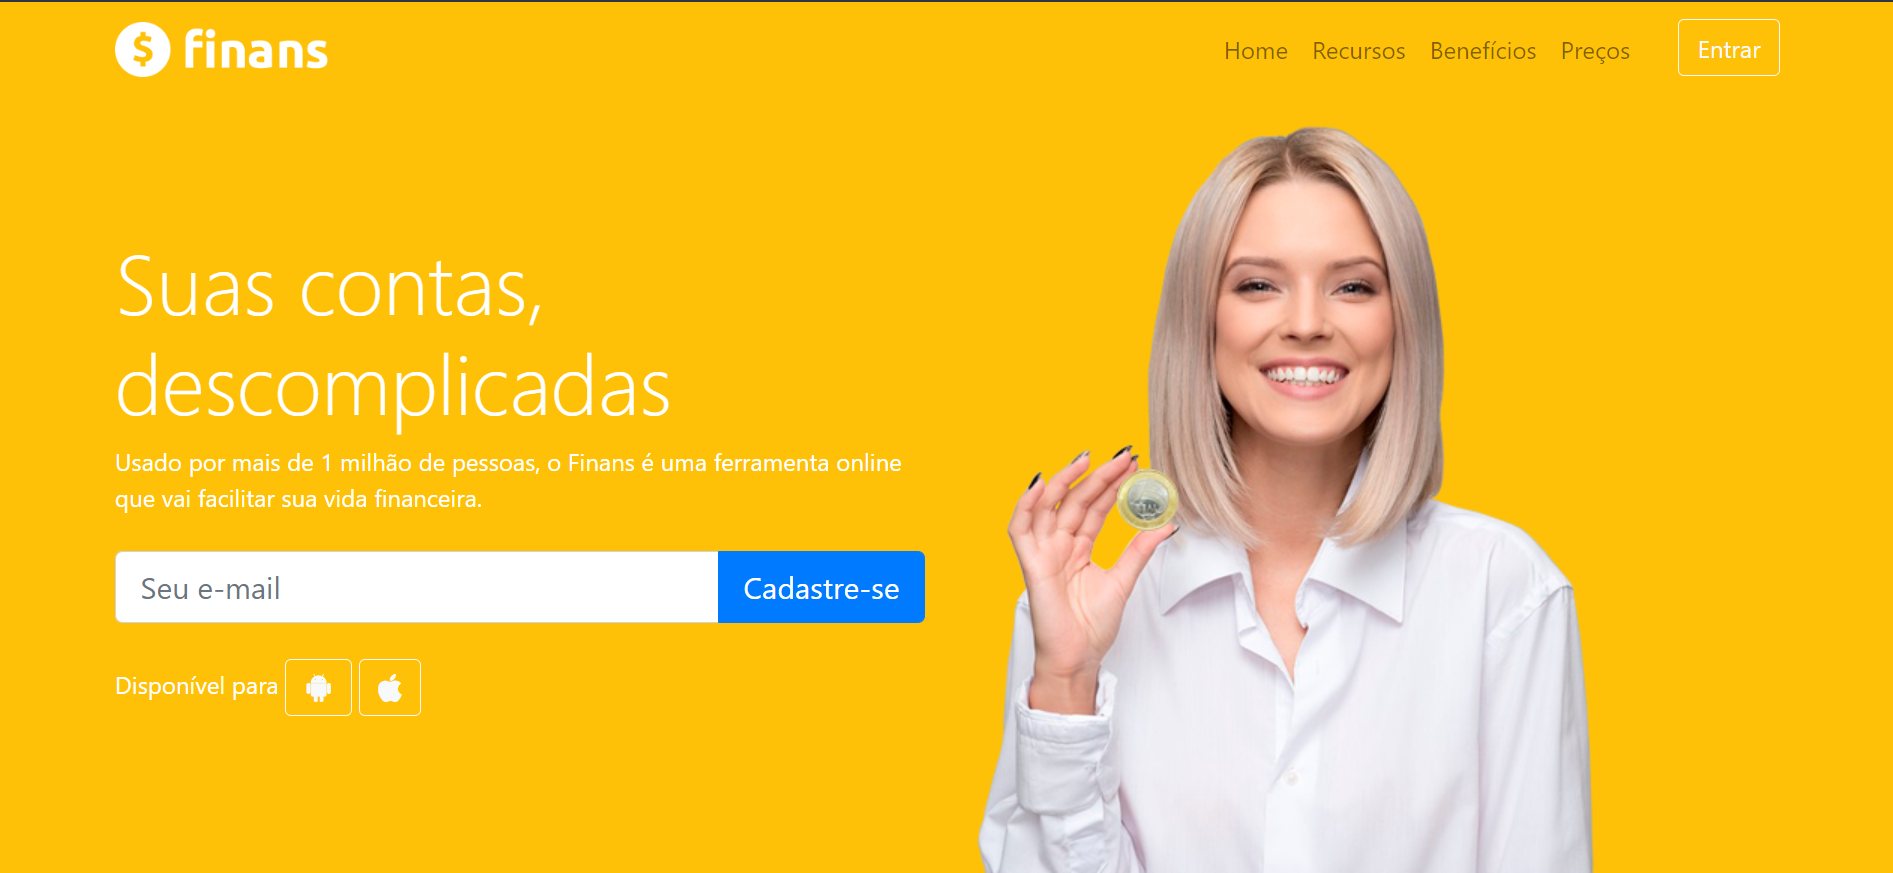 $ finans
Home Recursos Benefícios Preços Entrar
Suas contas,
descomplicadas
Usado por mais de 1 milhão de pessoas, o Finans é uma ferramenta online
que vai facilitar sua vida financeira.
Seu e-mail Cadastre-se
Disponível para